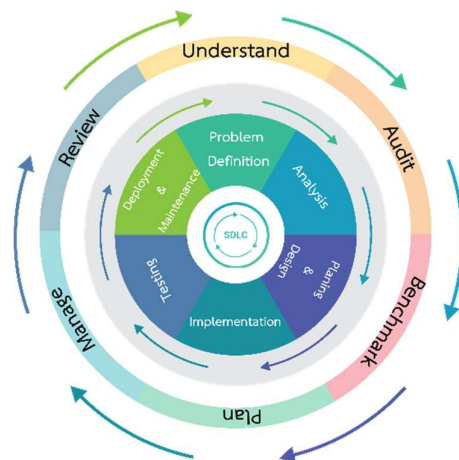 Understand
Audit
Benchmark
Plan
Manage
Review
Problem
Definition
Analysis
Planing
&
Design
Implementation
Testing
Deployment
&
Maintenance
SDLC